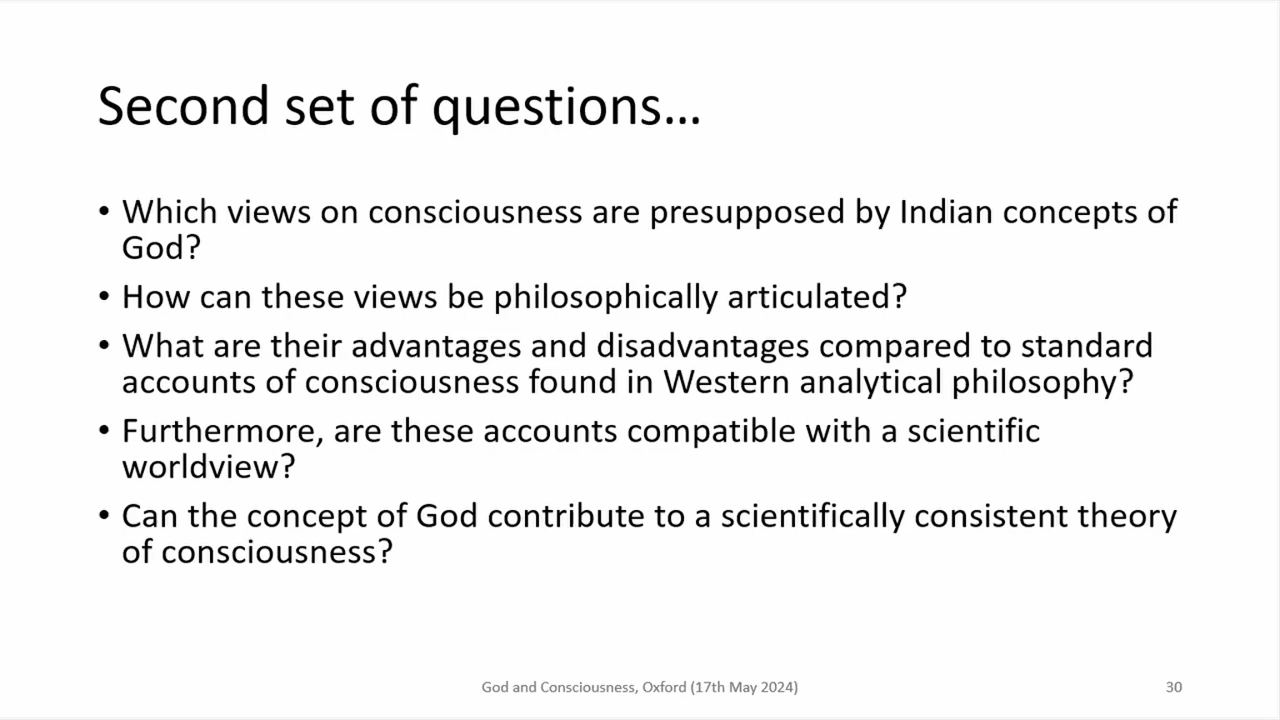 Second set of questions...
• Which views on consciousness are presupposed by Indian concepts of
God?
• How can these views be philosophically articulated?
• What are their advantages and disadvantages compared to standard
accounts of consciousness found in Western analytical philosophy?
• Furthermore, are these accounts compatible with a scientific
worldview?
• Can the concept of God contribute to a scientifically consistent theory
of consciousness?
God and Consciousness, Oxford (17th May 2024)
30